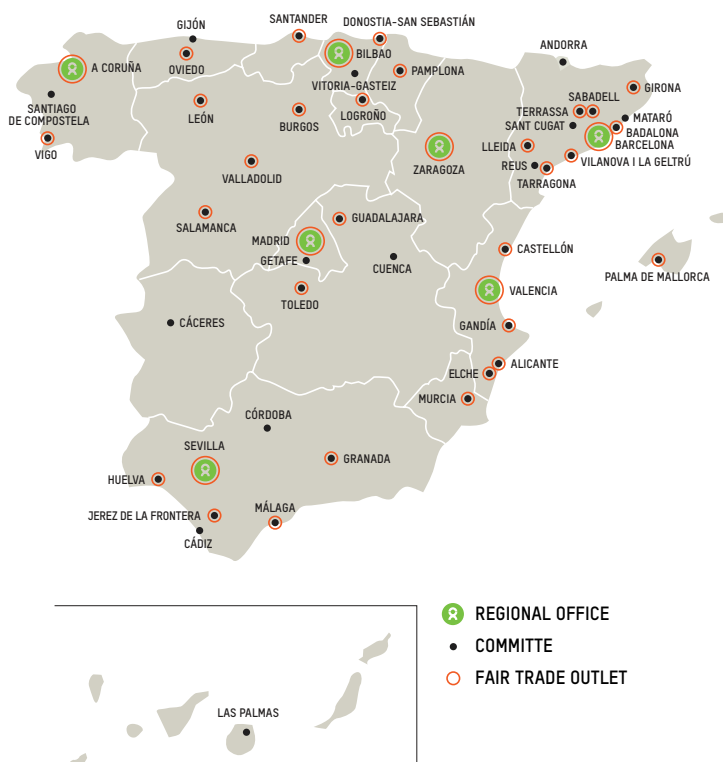 GIJÓN
SANTANDER
DONOSTIA-SAN SEBASTIÁN
A CORUÑA
OVIEDO
BILBAO
VITORIA-GASTEIZ
PAMPLONA
ANDORRA
SANTIAGO
DE COMPOSTELA
VIGO
LEÓN
BURGOS
LOGROÑO
GIRONA
SABADELL
TERRASSA
SANT CUGAT
MATARÓ
BADALONA
BARCELONA
LLEIDA
VILANOVA I LA GELTRÚ
REUS
TARRAGONA
ZARAGOZA
VALLADOLID
SALAMANCA
GUADALAJARA
MADRID
GETAFE
CUENCA
TOLEDO
CASTELLÓN
PALMA DE MALLORCA
VALENCIA
CÁCERES
GANDÍA
ALICANTE
ELCHE
MURCIA
CÓRDOBA
SEVILLA
GRANADA
HUELVA
JEREZ DE LA FRONTERA
MÁLAGA
CÁDIZ
REGIONAL OFFICE
COMMITTE
FAIR TRADE OUTLET
LAS PALMAS